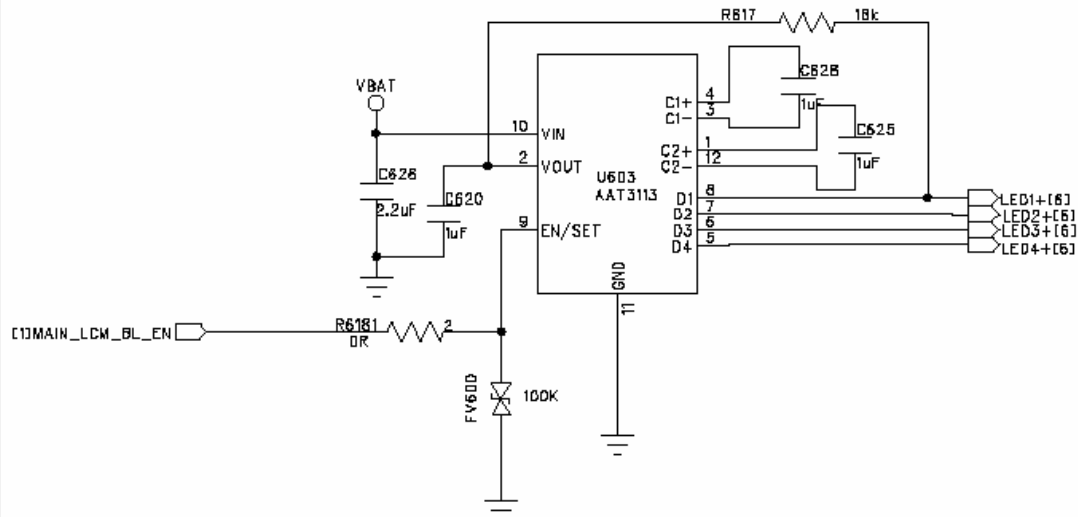 R617 18k
C626
1uF
C625
1uF
VBAT
C626
2.2uF
C620
1uF
10 VIN
2 VOUT
9 EN/SET
U603
AAT3113
C1+ 4
C1- 3
C2+ 1
C2- 12
D1 8
D2 7
D3 6
D4 5
GND
11
LED1+[6]
LED2+[6]
LED3+[6]
LED4+[6]
[1]MAIN_LCM_BL_EN
R6181 2
0R
FV600
100K